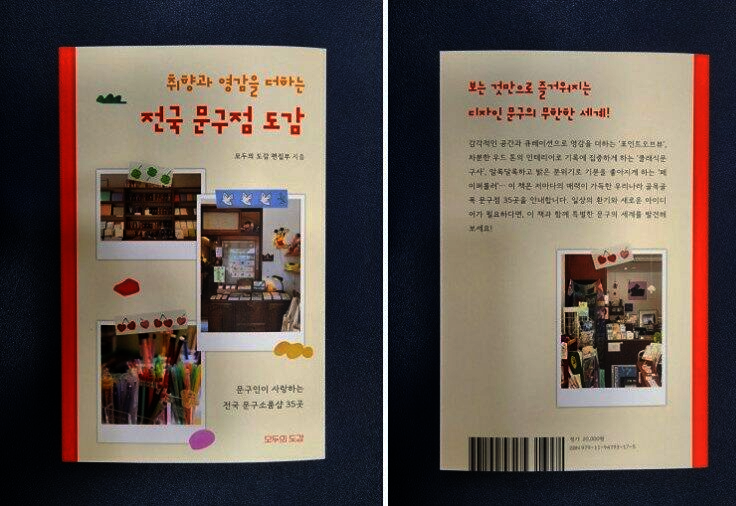 취향과 영감을 더하는
전국 문구점 도감
모두의 도감 편집부 지음
문구인이 사랑하는
전국 문구소품샵 35곳
모두의 도감
보는 것만으로 즐거워지는
디자인 문구의 무한한 세계!
감각적인 공간과 큐레이션으로 영감을 더하는 '포인트오브뷰',
차분한 우드 톤의 인테리어로 기록에 집중하게 하는 '클래식문
구사', 알록달록하고 밝은 분위기로 기분을 좋아지게 하는 '페
이퍼룰러'… 이 책은 저마다의 매력이 가득한 우리나라 골목골
목 문구점 35곳을 안내합니다. 일상의 환기와 새로운 아이디
어가 필요하다면, 이 책과 함께 특별한 문구의 세계를 발견해
보세요!
정가 20,000원
ISBN 979-11-94793-17-5